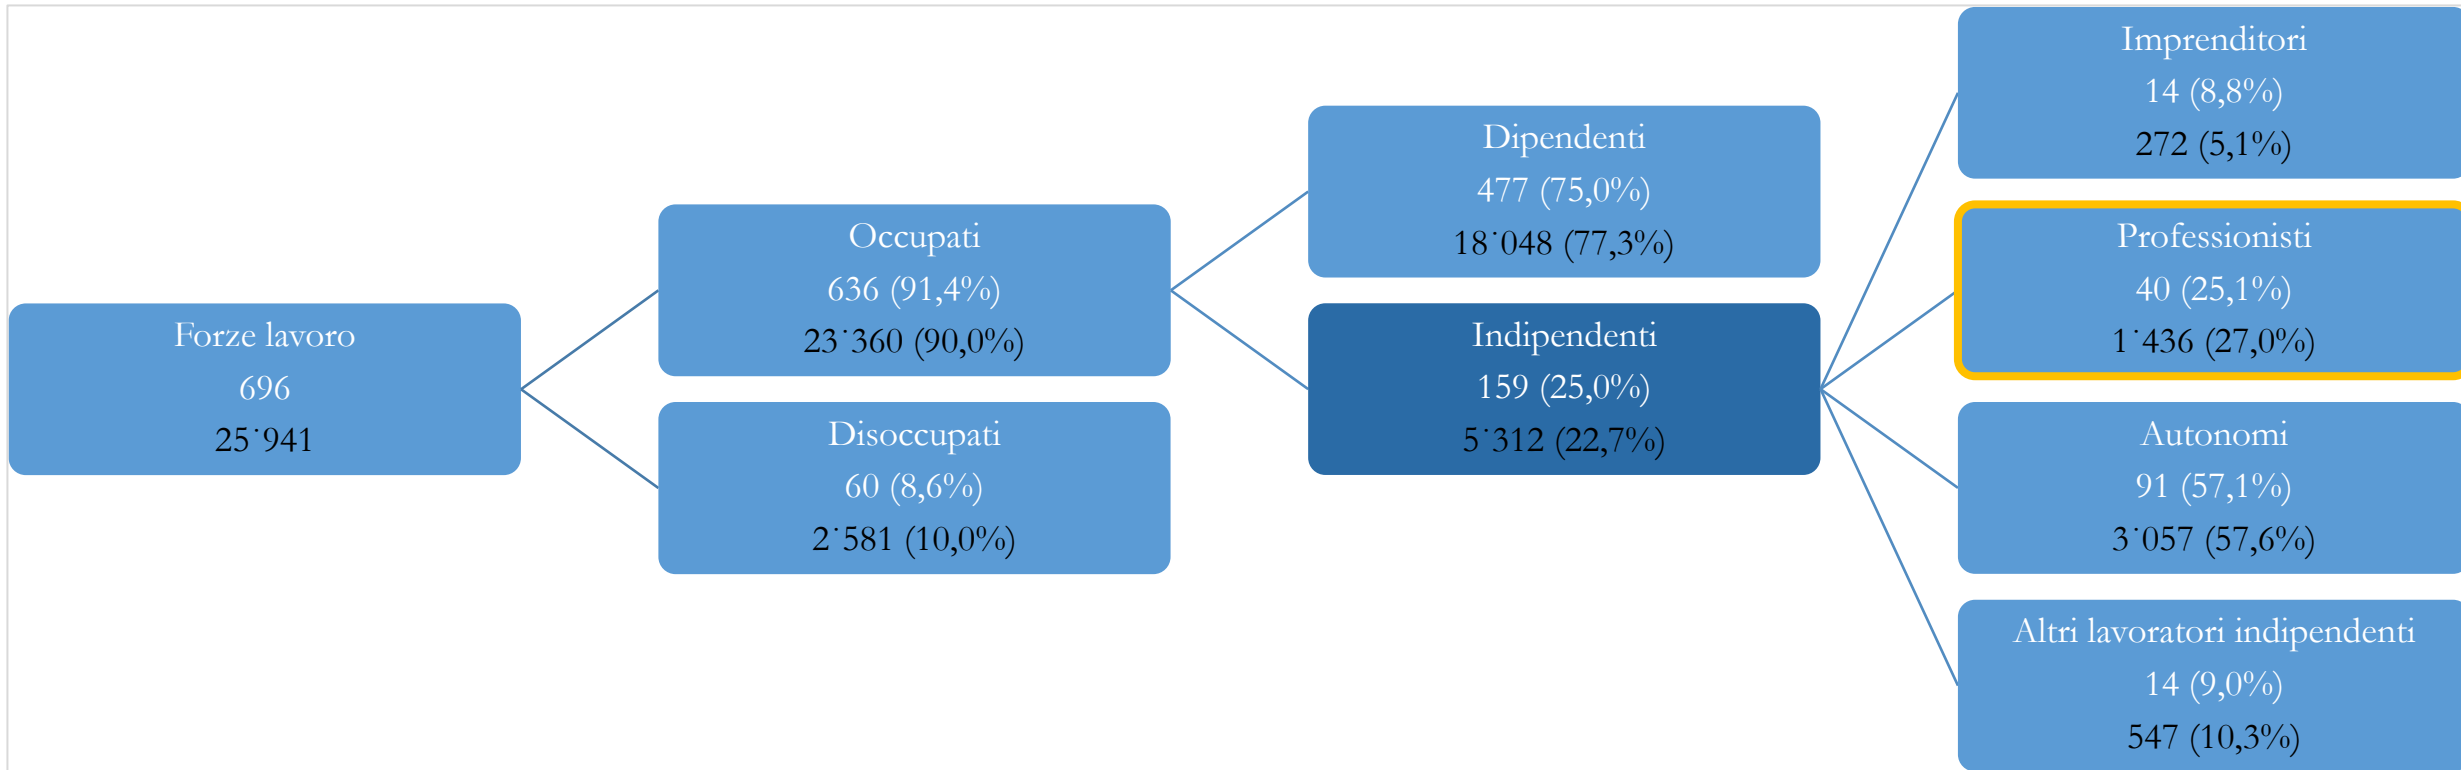 Forze lavoro
696
25˙941
Occupati
636 (91,4%)
23˙360 (90,0%)
Disoccupati
60 (8,6%)
2˙581 (10,0%)
Dipendenti
477 (75,0%)
18˙048 (77,3%)
Indipendenti
159 (25,0%)
5˙312 (22,7%)
Imprenditori
14 (8,8%)
272 (5,1%)
Professionisti
40 (25,1%)
1˙436 (27,0%)
Autonomi
91 (57,1%)
3˙057 (57,6%)
Altri lavoratori indipendenti
14 (9,0%)
547 (10,3%)